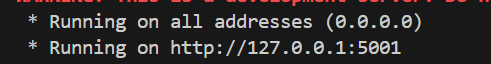 * Running on all addresses (0.0.0.0)
* Running on http://127.0.0.1:5001